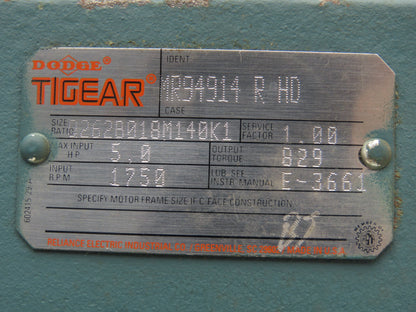 IDENT
DODGE®
TIGEAR® MR94914 R HD
CASE
SIZE RATIO Q262B018M140K1 SERVICE FACTOR 1.00
MAX INPUT H.P. 5.0 OUTPUT TORQUE 829
INPUT R.P.M. 1750 LUB. SEE INSTR. MANUAL E-3661
SPECIFY MOTOR FRAME SIZE IF C FACE CONSTRUCTION
RELIANCE ELECTRIC INDUSTRIAL CO.